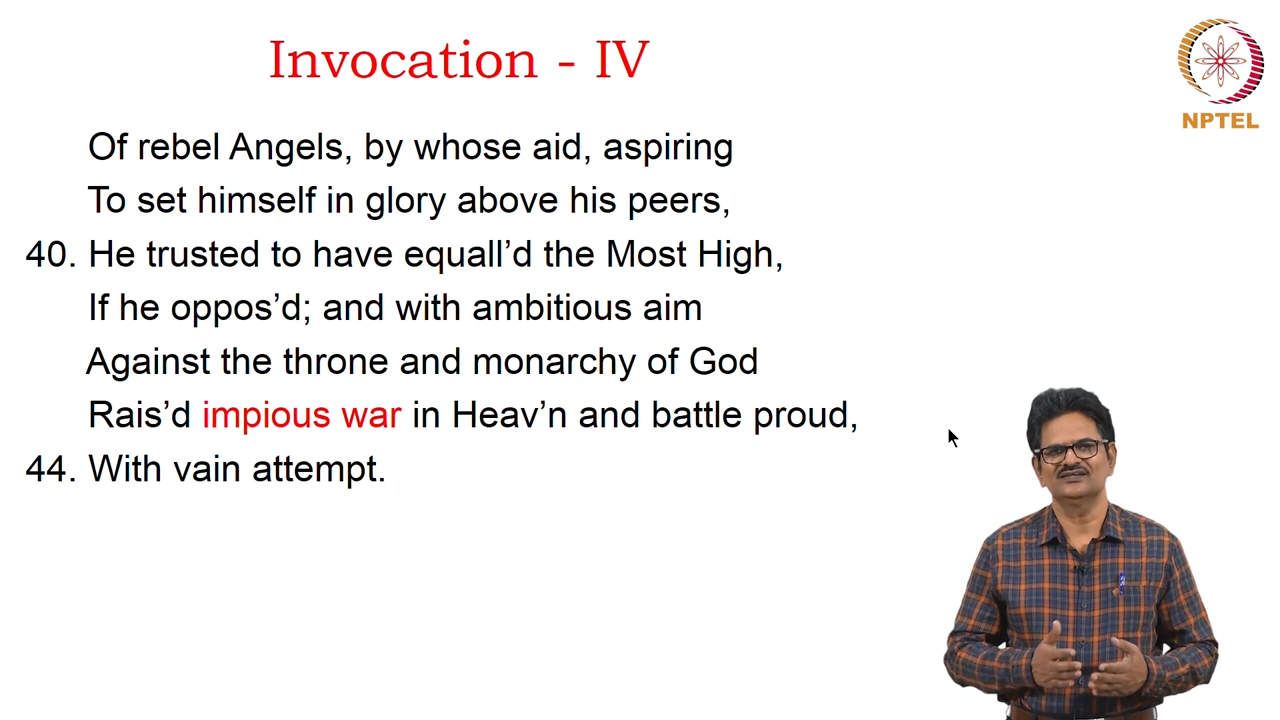 Invocation - IV
NPTEL
Of rebel Angels, by whose aid, aspiring
To set himself in glory above his peers,
40. He trusted to have equall’d the Most High,
If he oppos’d; and with ambitious aim
Against the throne and monarchy of God
Rais’d impious war in Heav’n and battle proud,
44. With vain attempt.